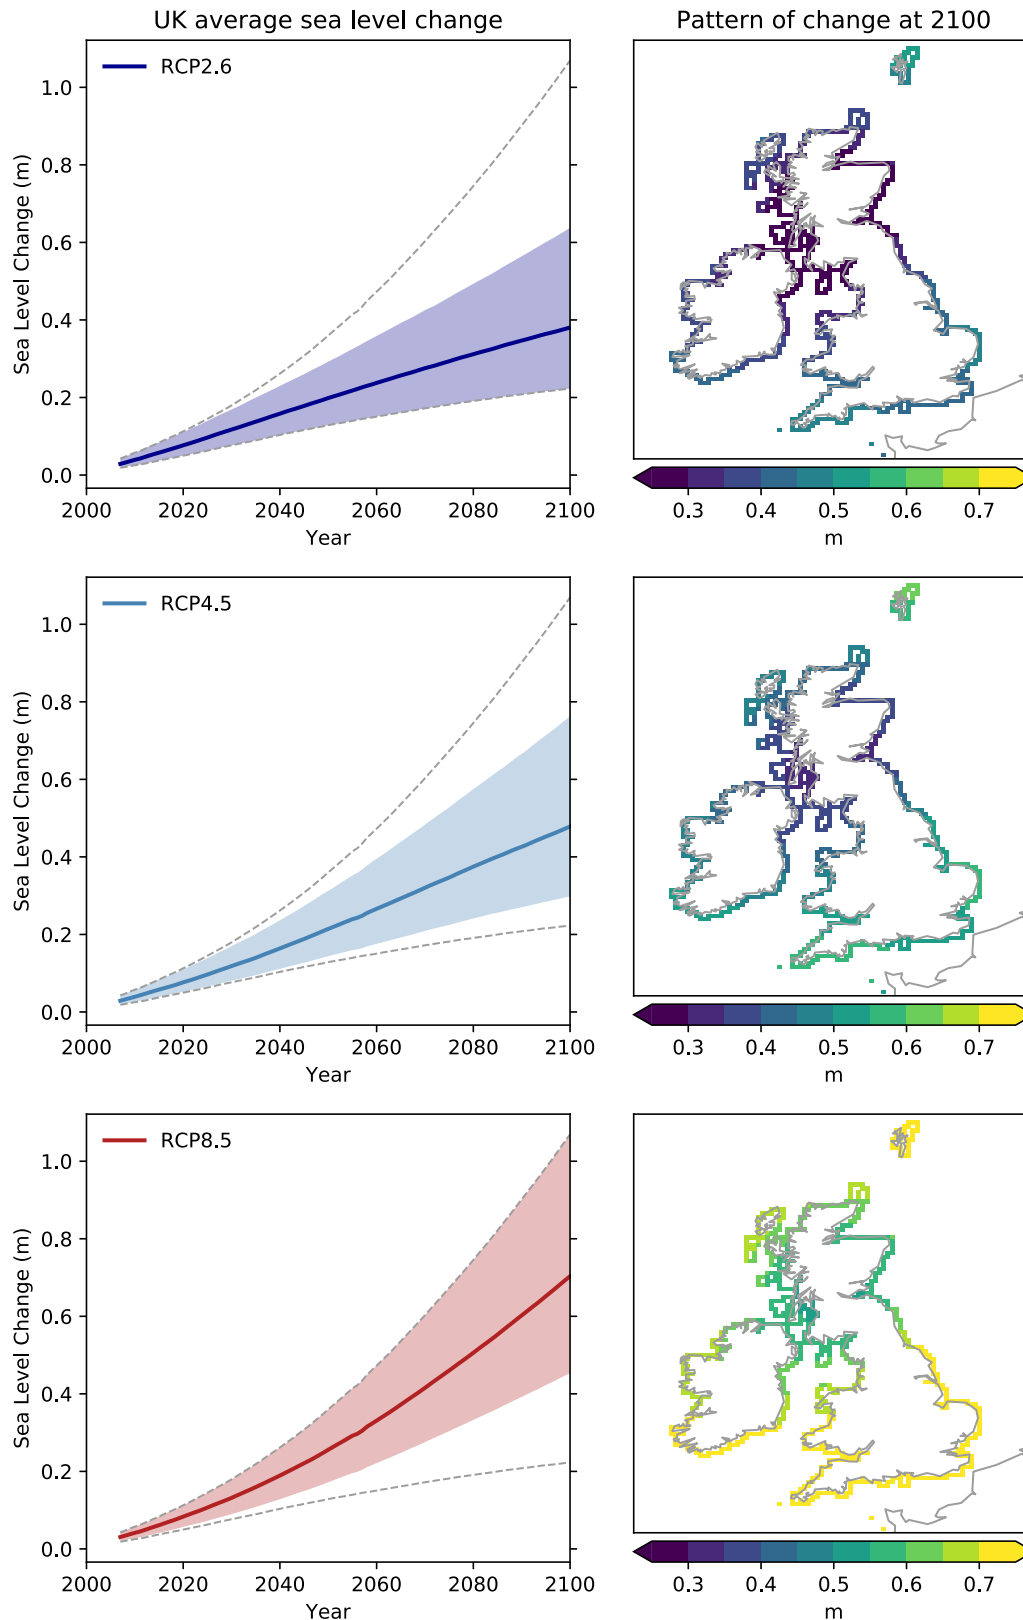 UK average sea level change
Pattern of change at 2100
RCP2.6
Sea Level Change (m)
1.0
0.8
0.6
0.4
0.2
0.0
2000 2020 2040 2060 2080 2100
Year
0.3 0.4 0.5 0.6 0.7
m
RCP4.5
Sea Level Change (m)
1.0
0.8
0.6
0.4
0.2
0.0
2000 2020 2040 2060 2080 2100
Year
0.3 0.4 0.5 0.6 0.7
m
RCP8.5
Sea Level Change (m)
1.0
0.8
0.6
0.4
0.2
0.0
2000 2020 2040 2060 2080 2100
Year
0.3 0.4 0.5 0.6 0.7
m